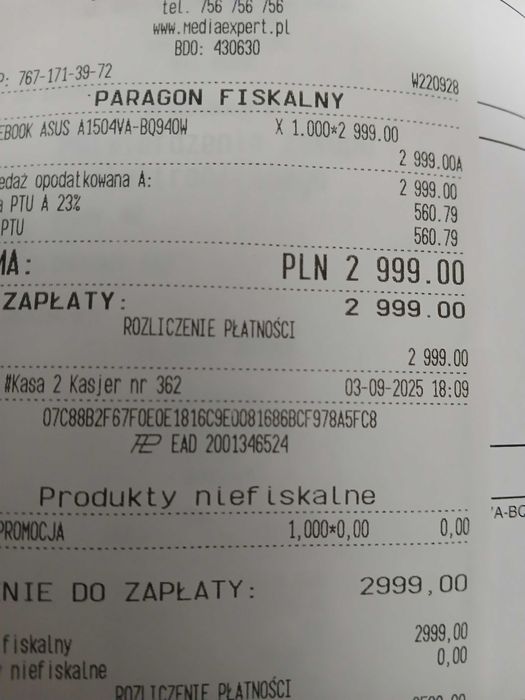 tel. 756 756 756
www.mediaexpert.pl
BDO: 430630
P: 767-171-39-72
W220928
PARAGON FISKALNY
EBOOK ASUS A1504VA-BQ940W X 1.000*2 999.00
2 999.00A
edaż opodatkowana A: 2 999.00
a PTU A 23% 560.79
PTU 560.79
MA: PLN 2 999.00
ZAPŁATY: 2 999.00
ROZLICZENIE PŁATNOŚCI
2 999.00
#Kasa 2 Kasjer nr 362 03-09-2025 18:09
07C88B2F67F0E0E1816C9E0081686BCF978A5FC8
EAD 2001346524
Produkty niefiskalne
'A-BQ
PROMOCJA 1,000*0,00 0,00
NIE DO ZAPŁATY: 2999,00
fiskalny 2999,00
niefiskalne 0,00
ROZLICZENIE PŁATNOŚCI